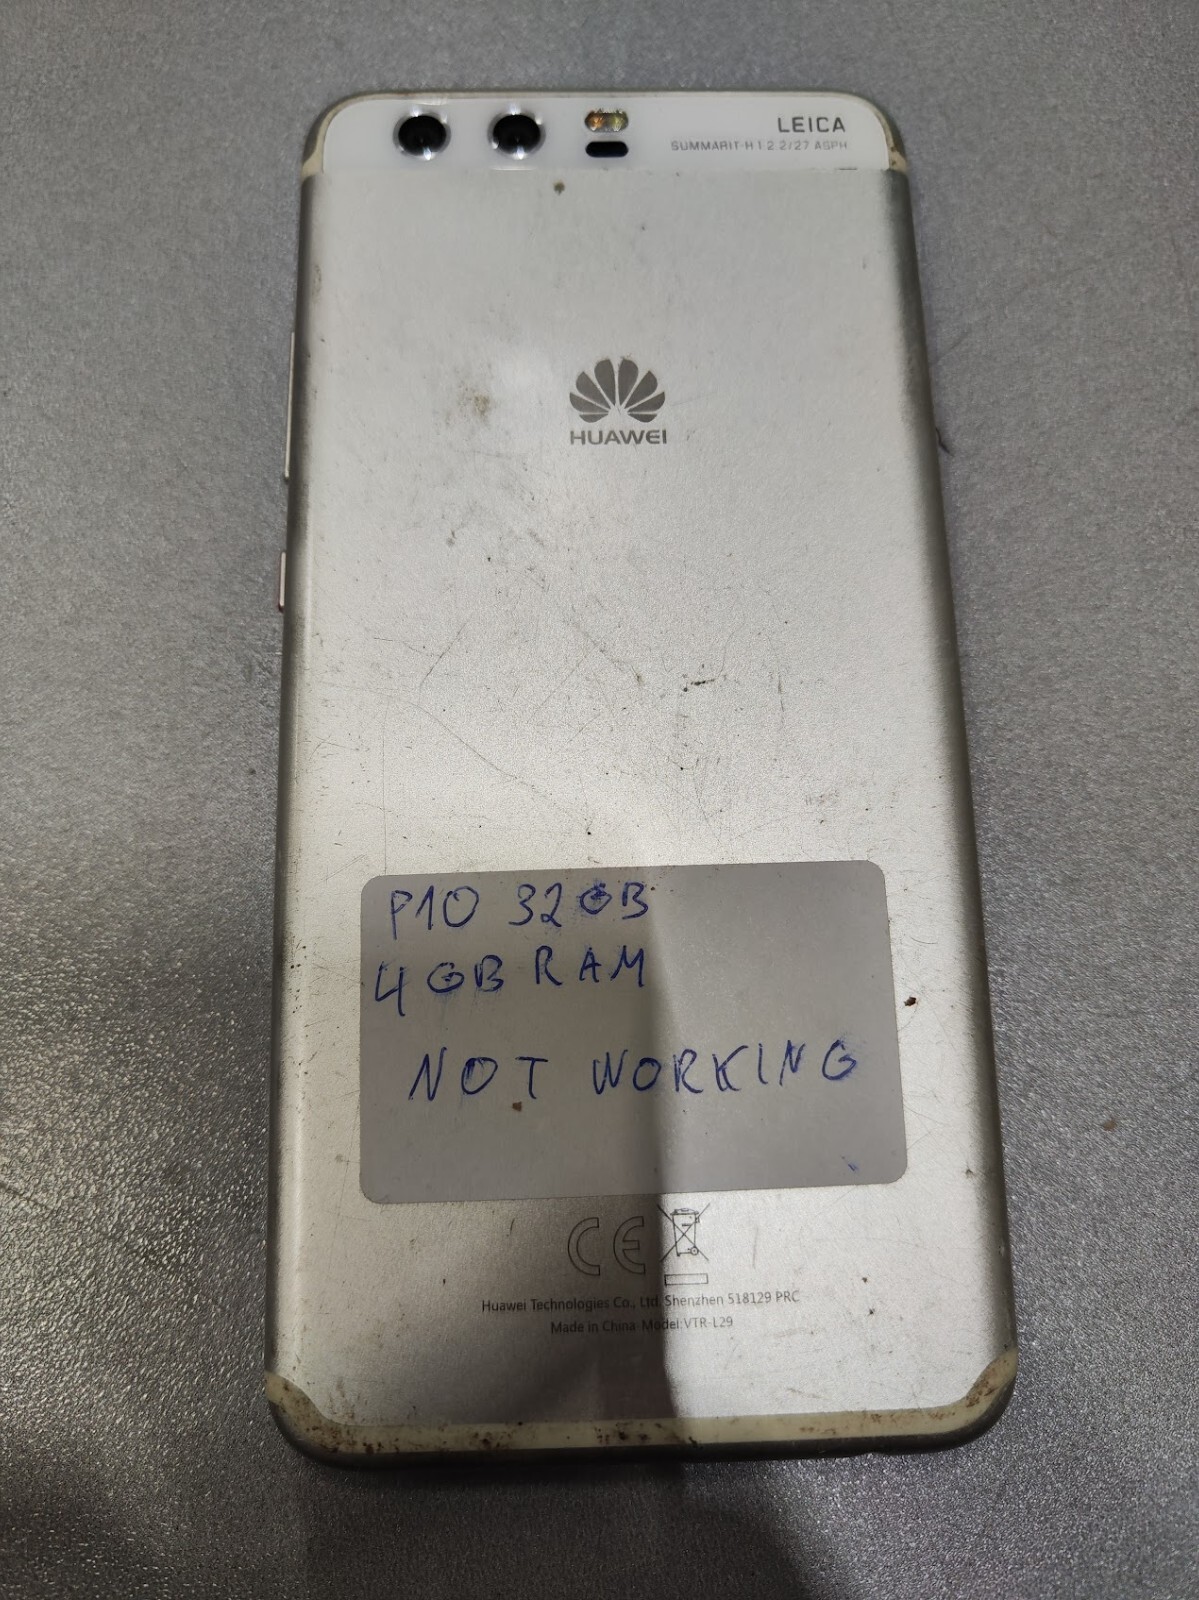 LEICA
SUMMARIT-H 1:2.2/27 ASPH
HUAWEI
P10 32GB
4GB RAM
NOT WORKING
CE
Huawei Technologies Co., Ltd. Shenzhen 518129 PRC
Made in China Model:VTR-L29